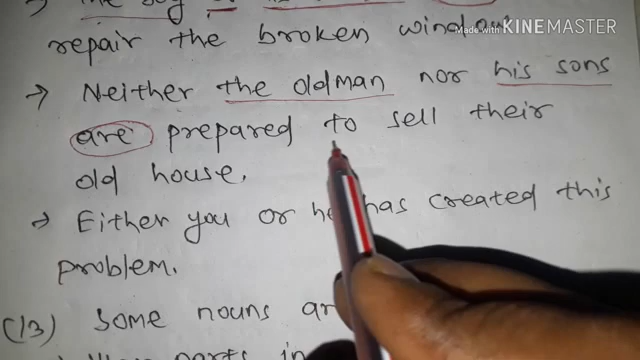 Made with KINEMASTER
repair the broken window.
→ Neither the oldman nor his sons
are prepared to sell their
old house.
→ Either you or he has created this
problem.
(13) Some nouns